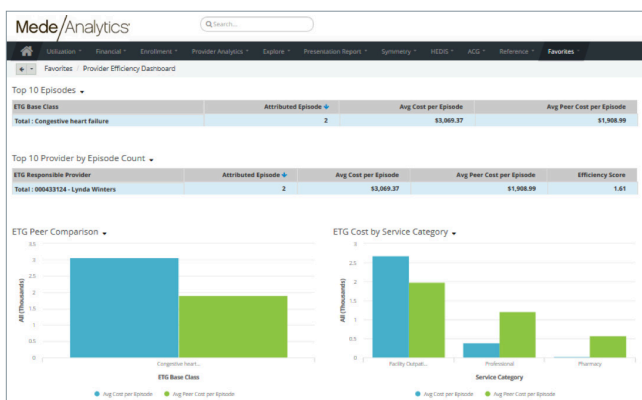 Mede/Analytics
Search...
Utilization Financial Enrollment Provider Analytics Explore Presentation Report Symmetry HEDIS ACG Reference Favorites
Favorites / Provider Efficiency Dashboard
Top 10 Episodes
ETG Base Class Attributed Episode Avg Cost per Episode Avg Peer Cost per Episode
Total : Congestive heart failure 2 $3,069.37 $1,908.99
Top 10 Provider by Episode Count
ETG Responsible Provider Attributed Episode Avg Cost per Episode Avg Peer Cost per Episode Efficiency Score
Total : 000433124 - Lynda Winters 2 $3,069.37 $1,908.99 1.61
ETG Peer Comparison
3.5
3
2.5
2
1.5
1
0.5
0
All (Thousands)
Congestive heart...
ETG Base Class
Avg Cost per Episode Avg Peer Cost per Episode
ETG Cost by Service Category
3
2.5
2
1.5
1
0.5
0
All (Thousands)
Facility Outpati... Professional Pharmacy
Service Category
Avg Cost per Episode Avg Peer Cost per Episode